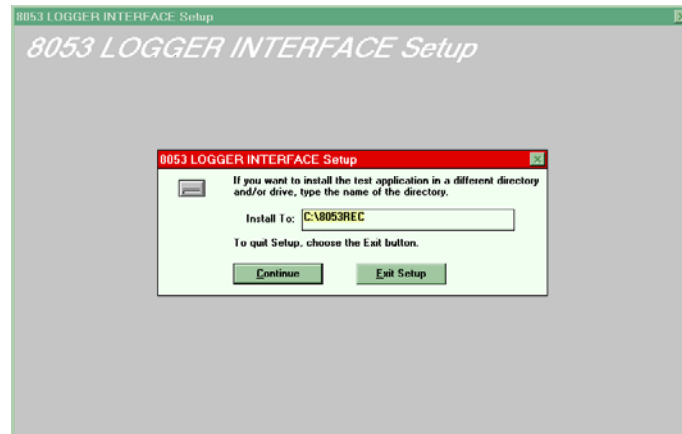 8053 LOGGER INTERFACE Setup
8053 LOGGER INTERFACE Setup
8053 LOGGER INTERFACE Setup
If you want to install the test application in a different directory
and/or drive, type the name of the directory.
Install To: C:\8053REC
To quit Setup, choose the Exit button.
Continue Exit Setup